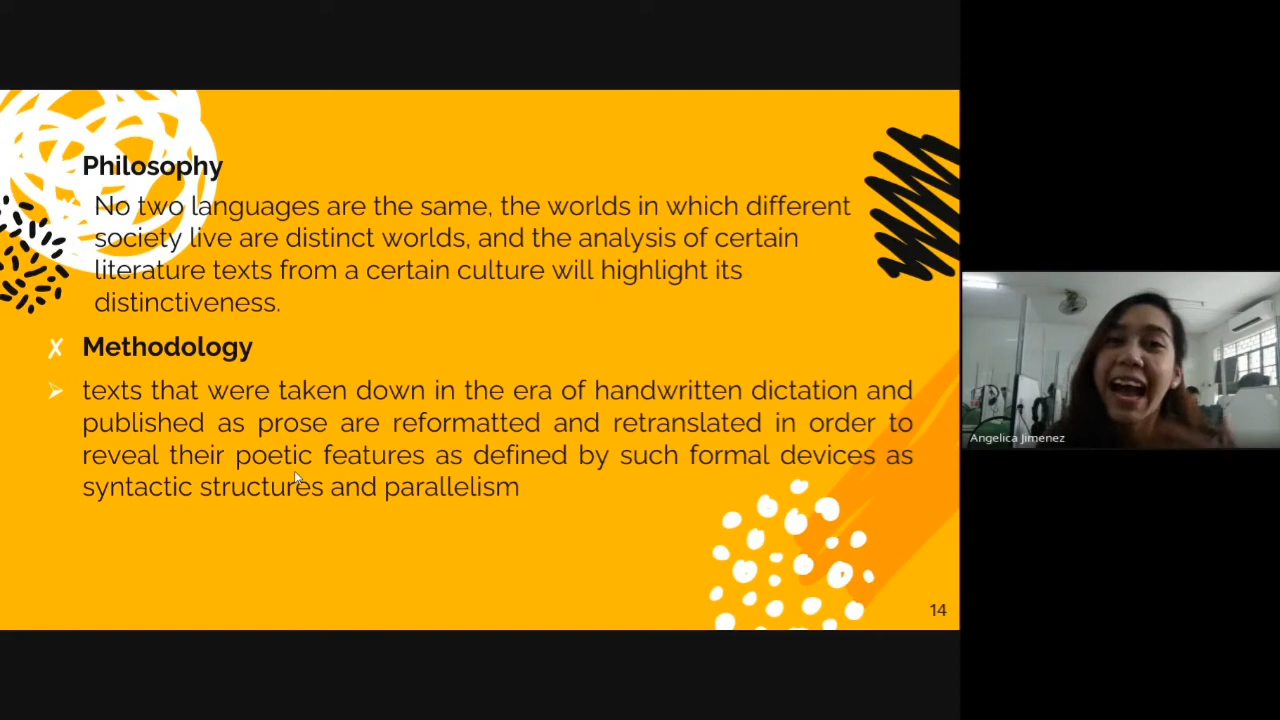 Philosophy
No two languages are the same, the worlds in which different
society live are distinct worlds, and the analysis of certain
literature texts from a certain culture will highlight its
distinctiveness.
Methodology
texts that were taken down in the era of handwritten dictation and
published as prose are reformatted and retranslated in order to
reveal their poetic features as defined by such formal devices as
syntactic structures and parallelism
14
Angelica Jimenez